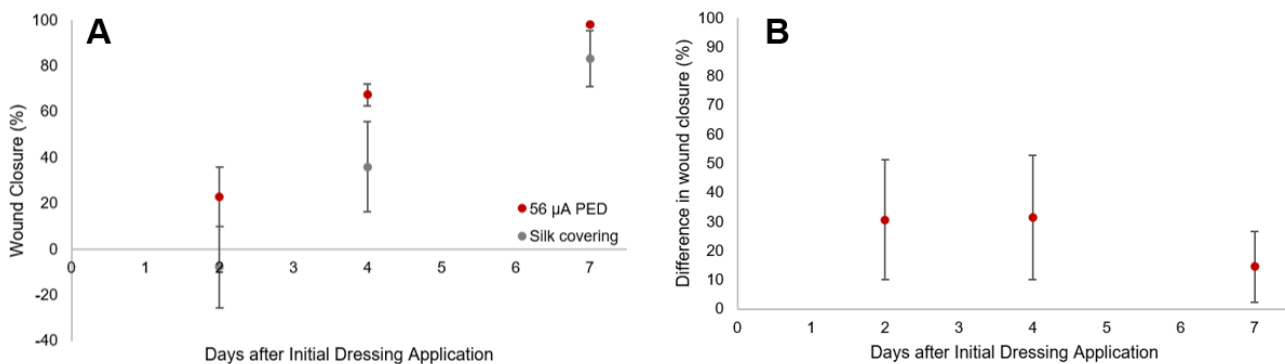 A
Wound Closure (%)
100
80
60
40
20
0
-20
-40
0 1 2 3 4 5 6 7
56 µA PED
Silk covering
Days after Initial Dressing Application
B
Difference in wound closure (%)
100
90
80
70
60
50
40
30
20
10
0
0 1 2 3 4 5 6 7
Days after Initial Dressing Application